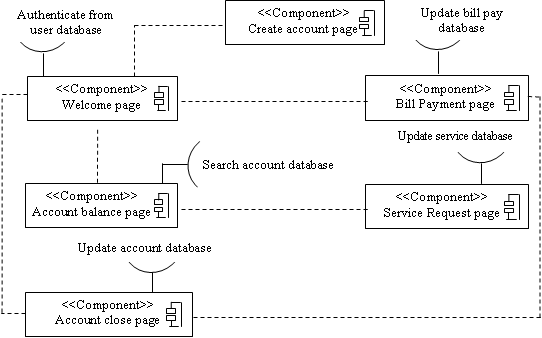 Authenticate from
user database
<<Component>>
Create account page
Update bill pay
database
<<Component>>
Welcome page
<<Component>>
Bill Payment page
Update service database
Search account database
<<Component>>
Account balance page
<<Component>>
Service Request page
Update account database
<<Component>>
Account close page